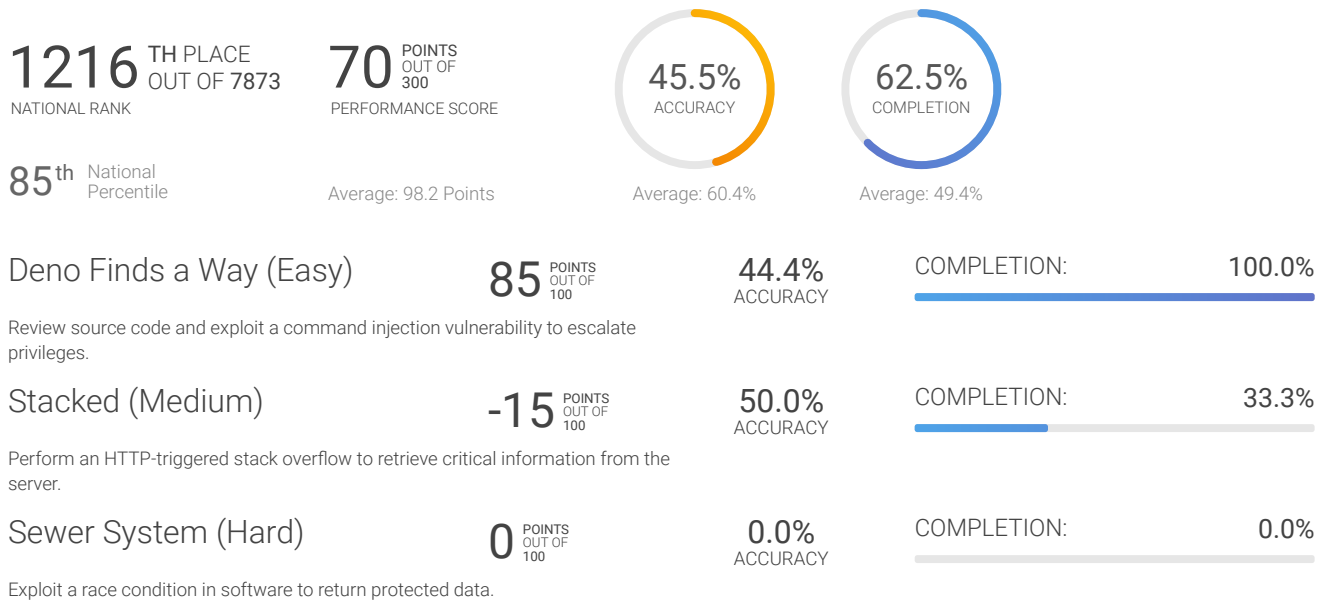 1216 TH PLACE OUT OF 7873
NATIONAL RANK
70 POINTS OUT OF 300
PERFORMANCE SCORE
45.5%
ACCURACY
62.5%
COMPLETION
85th National Percentile
Average: 98.2 Points
Average: 60.4%
Average: 49.4%
Deno Finds a Way (Easy)
85 POINTS OUT OF 100
44.4%
ACCURACY
COMPLETION: 100.0%
Review source code and exploit a command injection vulnerability to escalate
privileges.
Stacked (Medium)
-15 POINTS OUT OF 100
50.0%
ACCURACY
COMPLETION: 33.3%
Perform an HTTP-triggered stack overflow to retrieve critical information from the
server.
Sewer System (Hard)
0 POINTS OUT OF 100
0.0%
ACCURACY
COMPLETION: 0.0%
Exploit a race condition in software to return protected data.